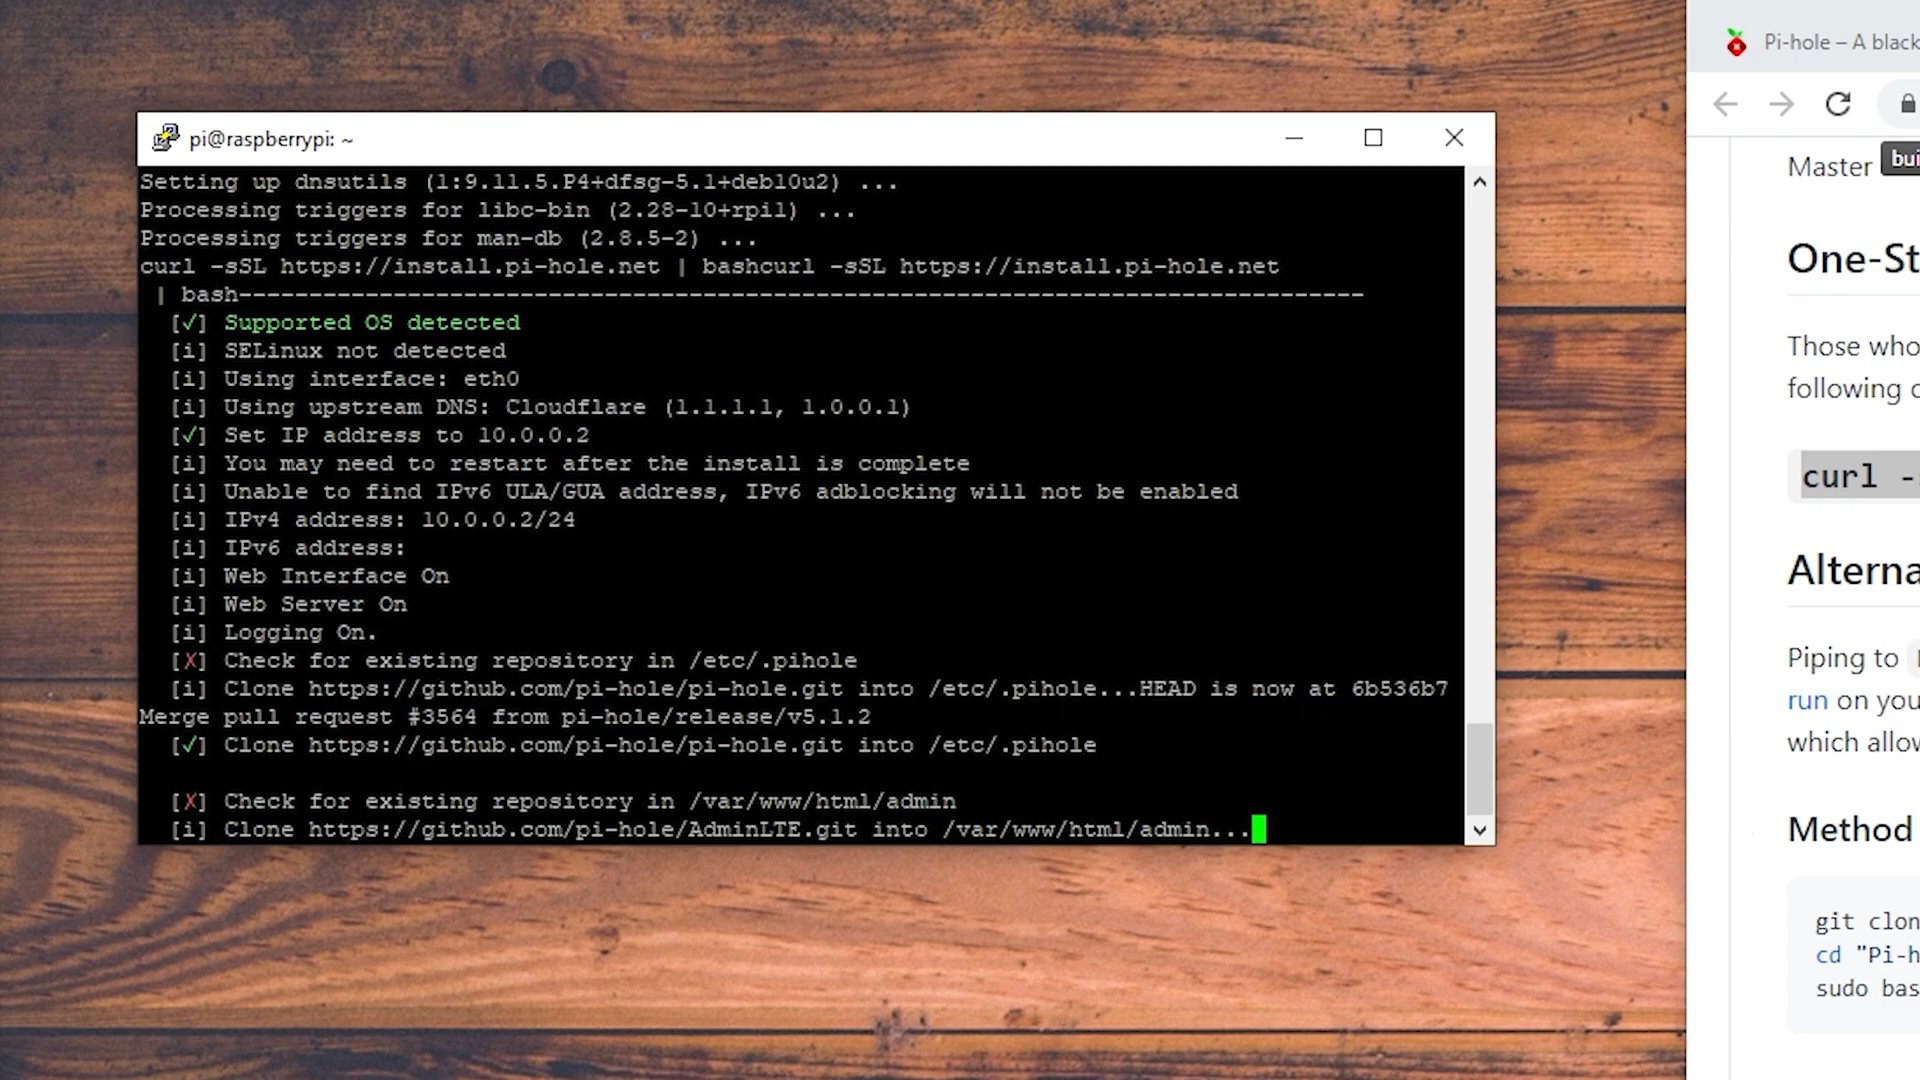 pi@raspberrypi: ~
Setting up dnsutils (1:9.11.5.P4+dfsg-5.1+deb10u2) ...
Processing triggers for libc-bin (2.28-10+rpi1) ...
Processing triggers for man-db (2.8.5-2) ...
curl -sSL https://install.pi-hole.net | bashcurl -sSL https://install.pi-hole.net
| bash--------------------------------------------------------------------------------
[✓] Supported OS detected
[i] SELinux not detected
[i] Using interface: eth0
[i] Using upstream DNS: Cloudflare (1.1.1.1, 1.0.0.1)
[✓] Set IP address to 10.0.0.2
[i] You may need to restart after the install is complete
[i] Unable to find IPv6 ULA/GUA address, IPv6 adblocking will not be enabled
[i] IPv4 address: 10.0.0.2/24
[i] IPv6 address:
[i] Web Interface On
[i] Web Server On
[i] Logging On.
[✗] Check for existing repository in /etc/.pihole
[i] Clone https://github.com/pi-hole/pi-hole.git into /etc/.pihole...HEAD is now at 6b536b7
Merge pull request #3564 from pi-hole/release/v5.1.2
[✓] Clone https://github.com/pi-hole/pi-hole.git into /etc/.pihole
[✗] Check for existing repository in /var/www/html/admin
[i] Clone https://github.com/pi-hole/AdminLTE.git into /var/www/html/admin...
Pi-hole – A black
Master bui
One-St
Those who
following
curl -
Alterna
Piping to
run on you
which allow
Method
git clon
cd "Pi-h
sudo bas